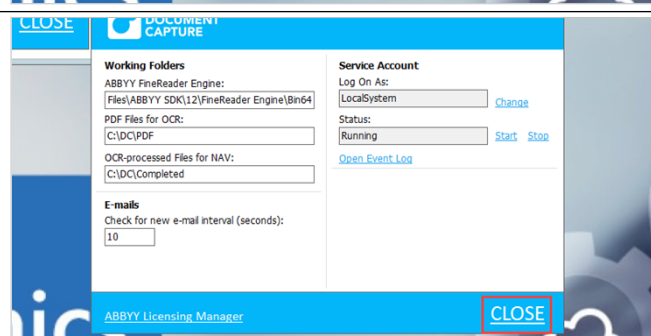 CLOSE
DOCUMENT
CAPTURE
Working Folders
ABBYY FineReader Engine:
Files\ABBYY SDK\12\FineReader Engine\Bin64
PDF Files for OCR:
C:\DC\PDF
OCR-processed Files for NAV:
C:\DC\Completed
E-mails
Check for new e-mail interval (seconds):
10
Service Account
Log On As:
LocalSystem
Change
Status:
Running
Start Stop
Open Event Log
ABBYY Licensing Manager
CLOSE